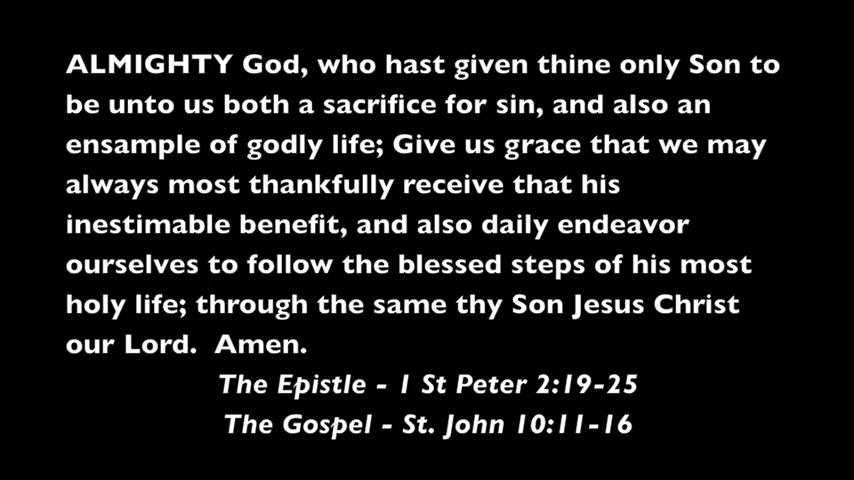 ALMIGHTY God, who hast given thine only Son to
be unto us both a sacrifice for sin, and also an
ensample of godly life; Give us grace that we may
always most thankfully receive that his
inestimable benefit, and also daily endeavor
ourselves to follow the blessed steps of his most
holy life; through the same thy Son Jesus Christ
our Lord.  Amen.
The Epistle - 1 St Peter 2:19-25
The Gospel - St. John 10:11-16